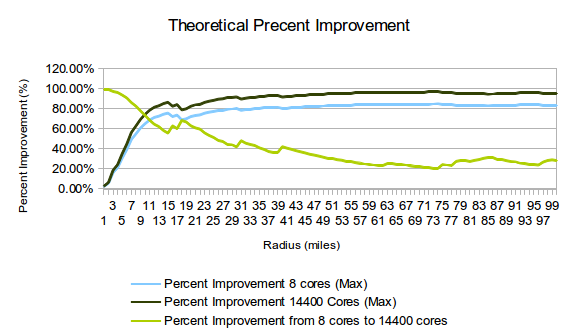 Theoretical Precent Improvement
Percent Improvement (%)
120.00%
100.00%
80.00%
60.00%
40.00%
20.00%
0.00%
3 7 11 15 19 23 27 31 35 39 43 47 51 55 59 63 67 71 75 79 83 87 91 95 99
1 5 9 13 17 21 25 29 33 37 41 45 49 53 57 61 65 69 73 77 81 85 89 93 97
Radius (miles)
Percent Improvement 8 cores (Max)
Percent Improvement 14400 Cores (Max)
Percent Improvement from 8 cores to 14400 cores